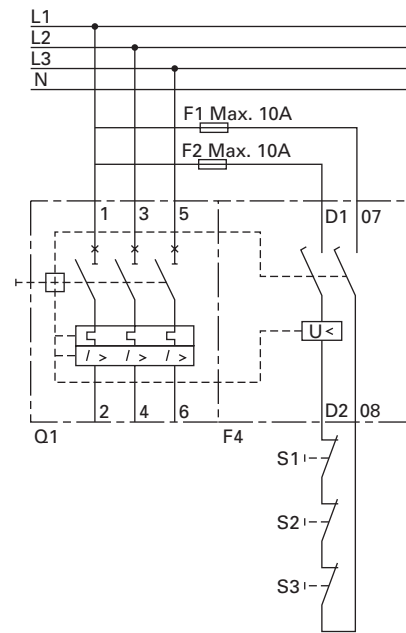 L1
L2
L3
N
F1 Max. 10A
F2 Max. 10A
1 3 5 D1 07
U<
I > I > I >
2 4 6 D2 08
Q1 F4
S1
S2
S3